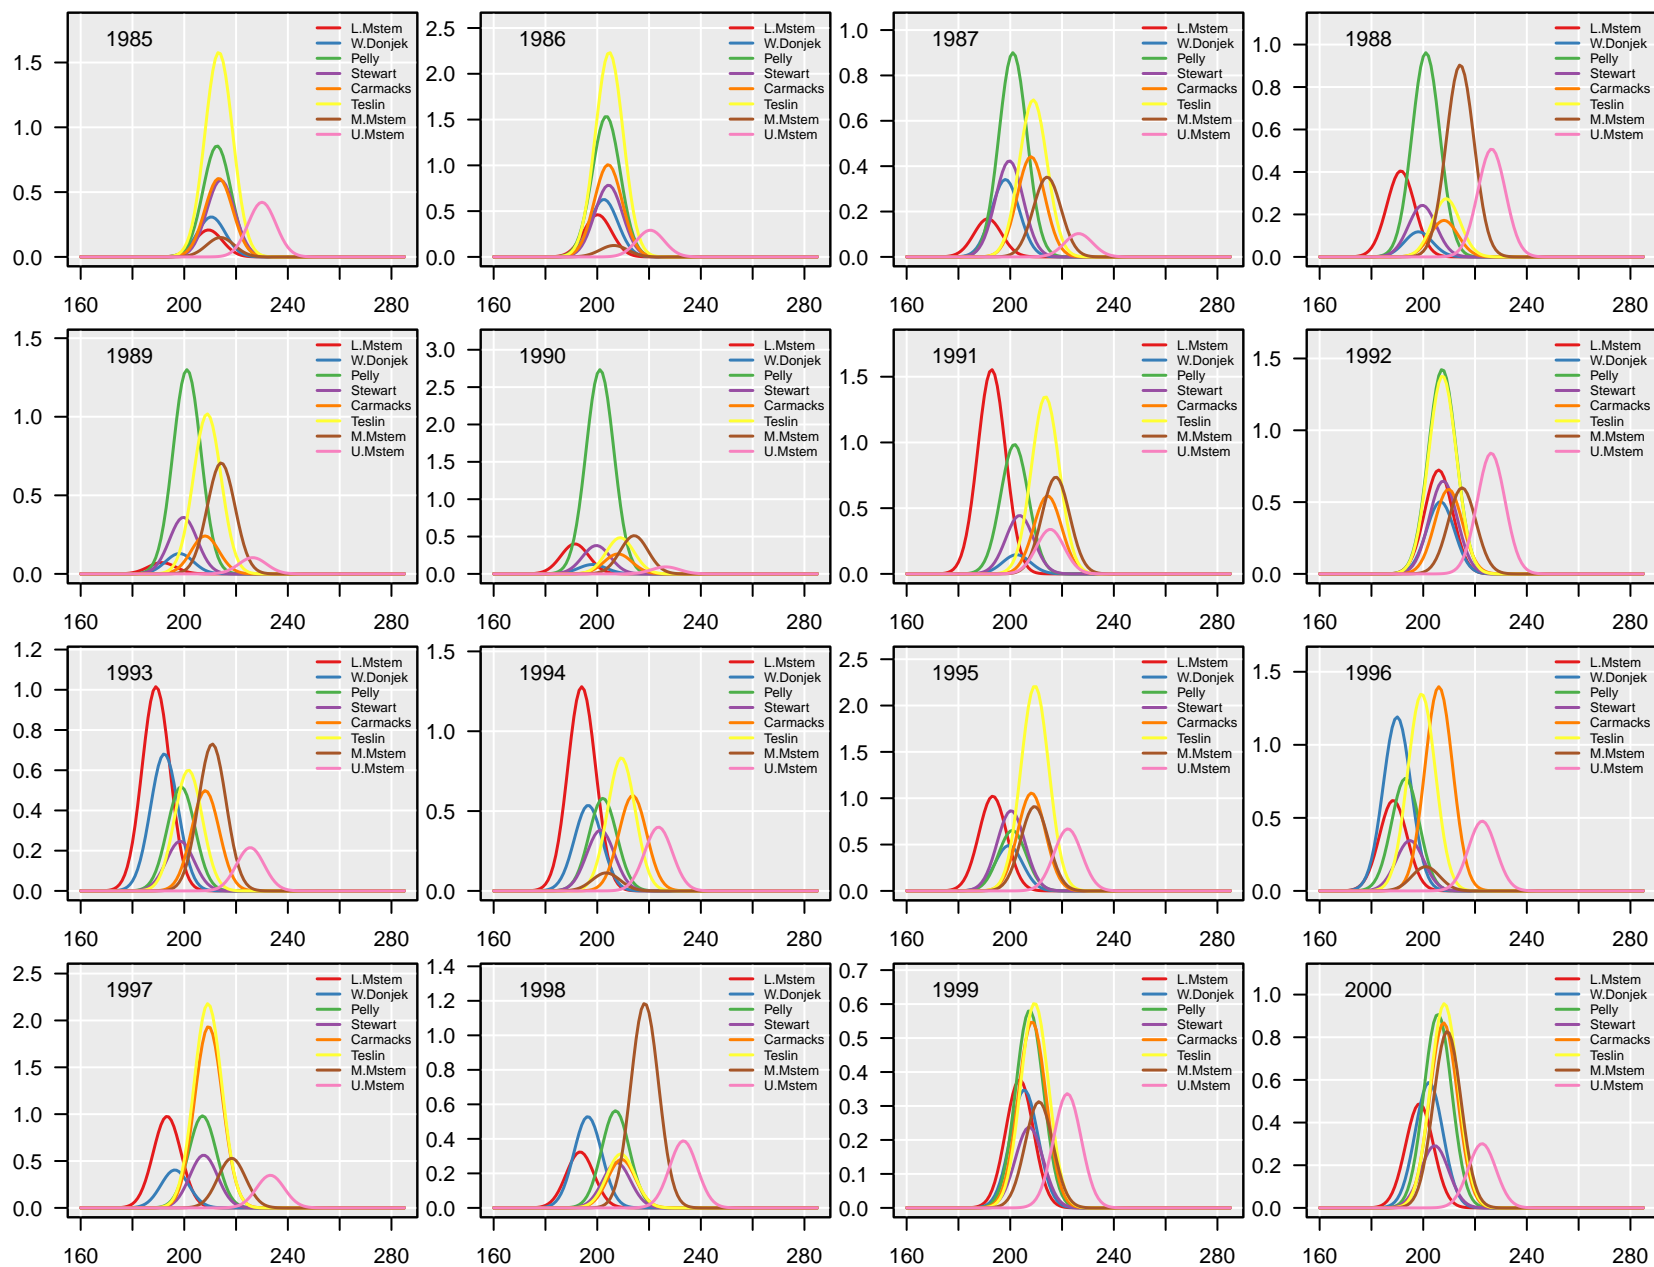 1985
L.Mstem
W.Donjek
Pelly
Stewart
Carmacks
Teslin
M.Mstem
U.Mstem
1.5
1.0
0.5
0.0
160 200 240 280
1986
L.Mstem
W.Donjek
Pelly
Stewart
Carmacks
Teslin
M.Mstem
U.Mstem
2.5
2.0
1.5
1.0
0.5
0.0
160 200 240 280
1987
L.Mstem
W.Donjek
Pelly
Stewart
Carmacks
Teslin
M.Mstem
U.Mstem
1.0
0.8
0.6
0.4
0.2
0.0
160 200 240 280
1988
L.Mstem
W.Donjek
Pelly
Stewart
Carmacks
Teslin
M.Mstem
U.Mstem
1.0
0.8
0.6
0.4
0.2
0.0
160 200 240 280
1989
L.Mstem
W.Donjek
Pelly
Stewart
Carmacks
Teslin
M.Mstem
U.Mstem
1.5
1.0
0.5
0.0
160 200 240 280
1990
L.Mstem
W.Donjek
Pelly
Stewart
Carmacks
Teslin
M.Mstem
U.Mstem
3.0
2.5
2.0
1.5
1.0
0.5
0.0
160 200 240 280
1991
L.Mstem
W.Donjek
Pelly
Stewart
Carmacks
Teslin
M.Mstem
U.Mstem
1.5
1.0
0.5
0.0
160 200 240 280
1992
L.Mstem
W.Donjek
Pelly
Stewart
Carmacks
Teslin
M.Mstem
U.Mstem
1.5
1.0
0.5
0.0
160 200 240 280
1993
L.Mstem
W.Donjek
Pelly
Stewart
Carmacks
Teslin
M.Mstem
U.Mstem
1.2
1.0
0.8
0.6
0.4
0.2
0.0
160 200 240 280
1994
L.Mstem
W.Donjek
Pelly
Stewart
Carmacks
Teslin
M.Mstem
U.Mstem
1.5
1.0
0.5
0.0
160 200 240 280
1995
L.Mstem
W.Donjek
Pelly
Stewart
Carmacks
Teslin
M.Mstem
U.Mstem
2.5
2.0
1.5
1.0
0.5
0.0
160 200 240 280
1996
L.Mstem
W.Donjek
Pelly
Stewart
Carmacks
Teslin
M.Mstem
U.Mstem
1.5
1.0
0.5
0.0
160 200 240 280
1997
L.Mstem
W.Donjek
Pelly
Stewart
Carmacks
Teslin
M.Mstem
U.Mstem
2.5
2.0
1.5
1.0
0.5
0.0
160 200 240 280
1998
L.Mstem
W.Donjek
Pelly
Stewart
Carmacks
Teslin
M.Mstem
U.Mstem
1.4
1.2
1.0
0.8
0.6
0.4
0.2
0.0
160 200 240 280
1999
L.Mstem
W.Donjek
Pelly
Stewart
Carmacks
Teslin
M.Mstem
U.Mstem
0.7
0.6
0.5
0.4
0.3
0.2
0.1
0.0
160 200 240 280
2000
L.Mstem
W.Donjek
Pelly
Stewart
Carmacks
Teslin
M.Mstem
U.Mstem
1.0
0.8
0.6
0.4
0.2
0.0
160 200 240 280